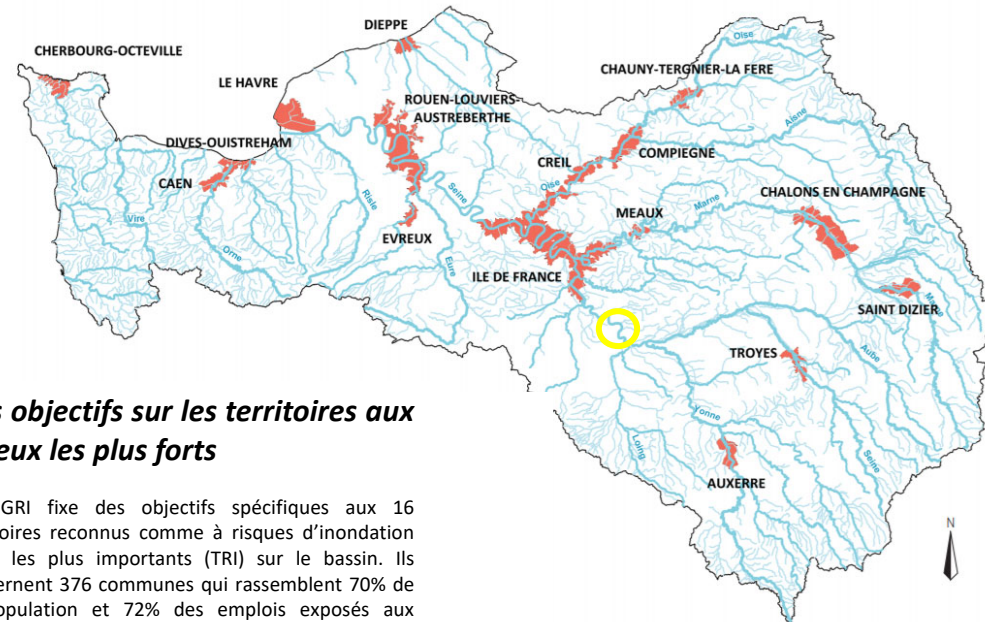 DIEPPE
CHERBOURG-OCTEVILLE
Oise
CHAUNY-TERGNIER-LA FERE
LE HAVRE
ROUEN-LOUVIERS-
AUSTREBERTHE
Aisne
DIVES-OUISTREHAM
COMPIEGNE
CREIL
CAEN
Oise
CHALONS EN CHAMPAGNE
Seine
Risle
MEAUX
Marne
Vire
EVREUX
Orne
Eure
ILE DE FRANCE
Marne
SAINT DIZIER
TROYES
Aube
s objectifs sur les territoires aux
eux les plus forts
Yonne
Loing
Seine
AUXERRE
GRI fixe des objectifs spécifiques aux 16
oires reconnus comme à risques d’inondation
les plus importants (TRI) sur le bassin. Ils
ernent 376 communes qui rassemblent 70% de
opulation et 72% des emplois exposés aux
N